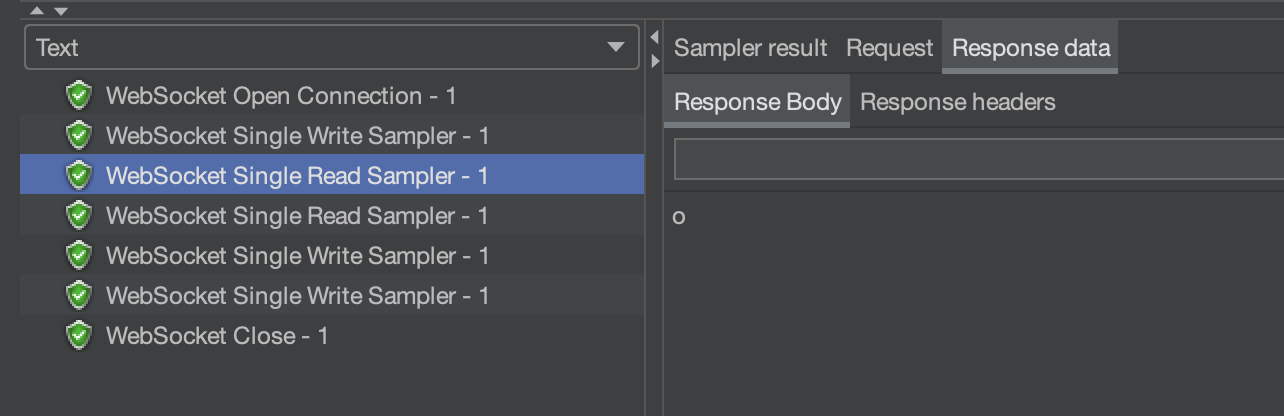 Text
WebSocket Open Connection - 1
WebSocket Single Write Sampler - 1
WebSocket Single Read Sampler - 1
WebSocket Single Read Sampler - 1
WebSocket Single Write Sampler - 1
WebSocket Single Write Sampler - 1
WebSocket Close - 1
Sampler result Request Response data
Response Body Response headers
o